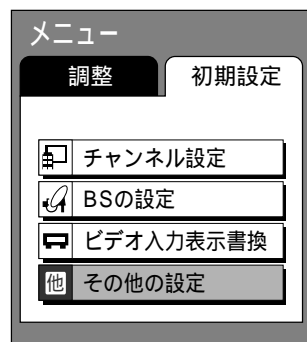 メニュー
調整
初期設定
チャンネル設定
BSの設定
ビデオ入力表示書換
他 その他の設定